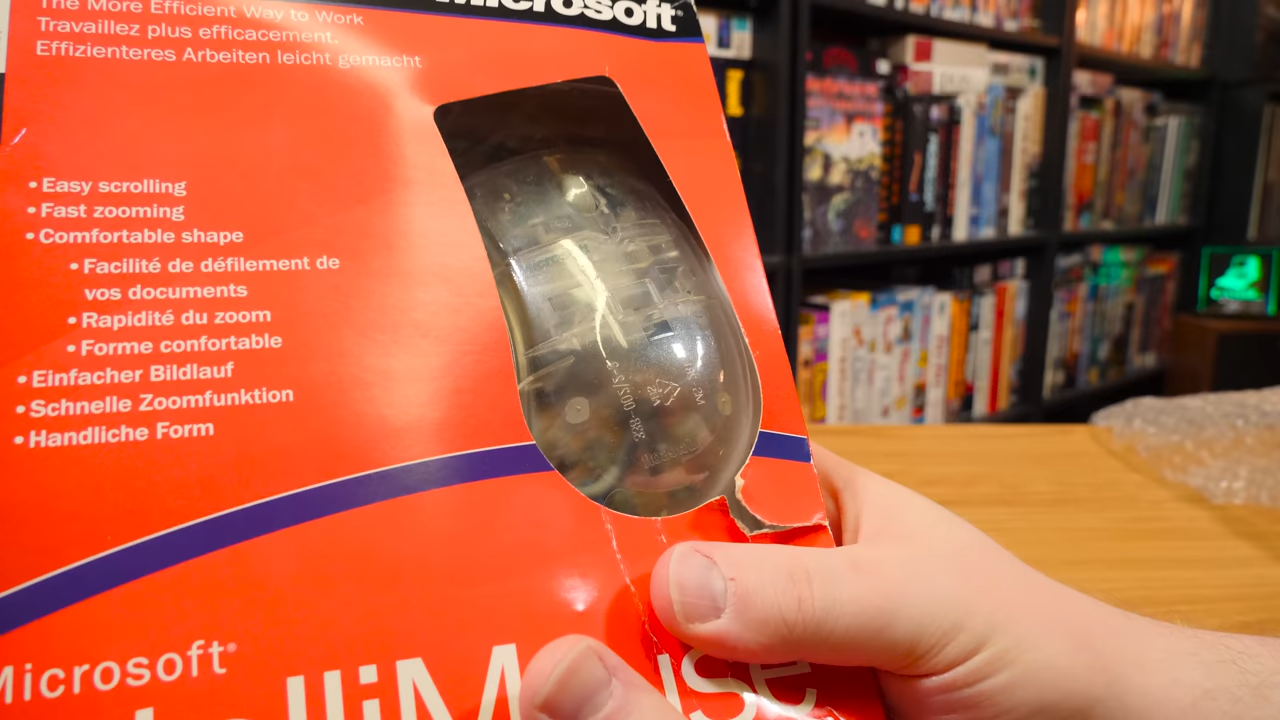 Microsoft®
The More Efficient Way to Work
Travaillez plus efficacement.
Effizienteres Arbeiten leicht gemacht
• Easy scrolling
• Fast zooming
• Comfortable shape
• Facilité de défilement de
vos documents
• Rapidité du zoom
• Forme confortable
• Einfacher Bildlauf
• Schnelle Zoomfunktion
• Handliche Form
Microsoft®